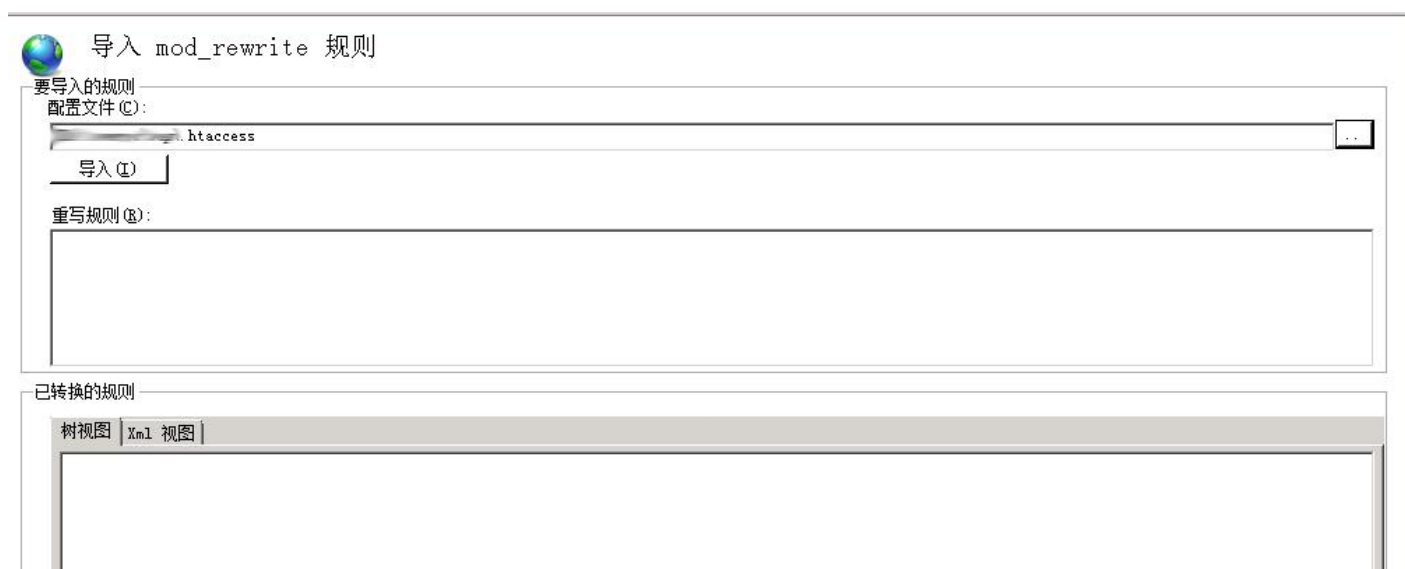 导入 mod_rewrite 规则
要导入的规则
配置文件(C):
.htaccess
..
导入(I)
重写规则(R):
已转换的规则
树视图 Xml 视图